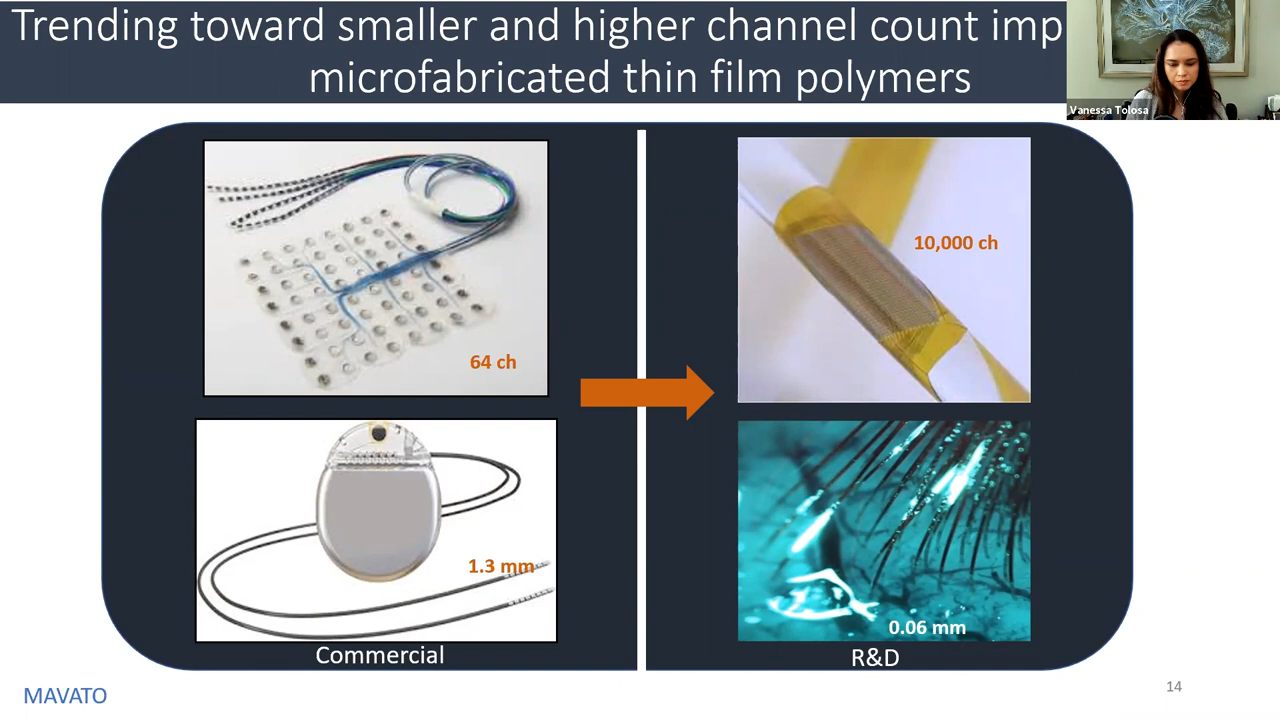 Trending toward smaller and higher channel count imp
microfabricated thin film polymers
Vanessa Tolosa
10,000 ch
64 ch
1.3 mm
0.06 mm
Commercial
R&D
MAVATO
14